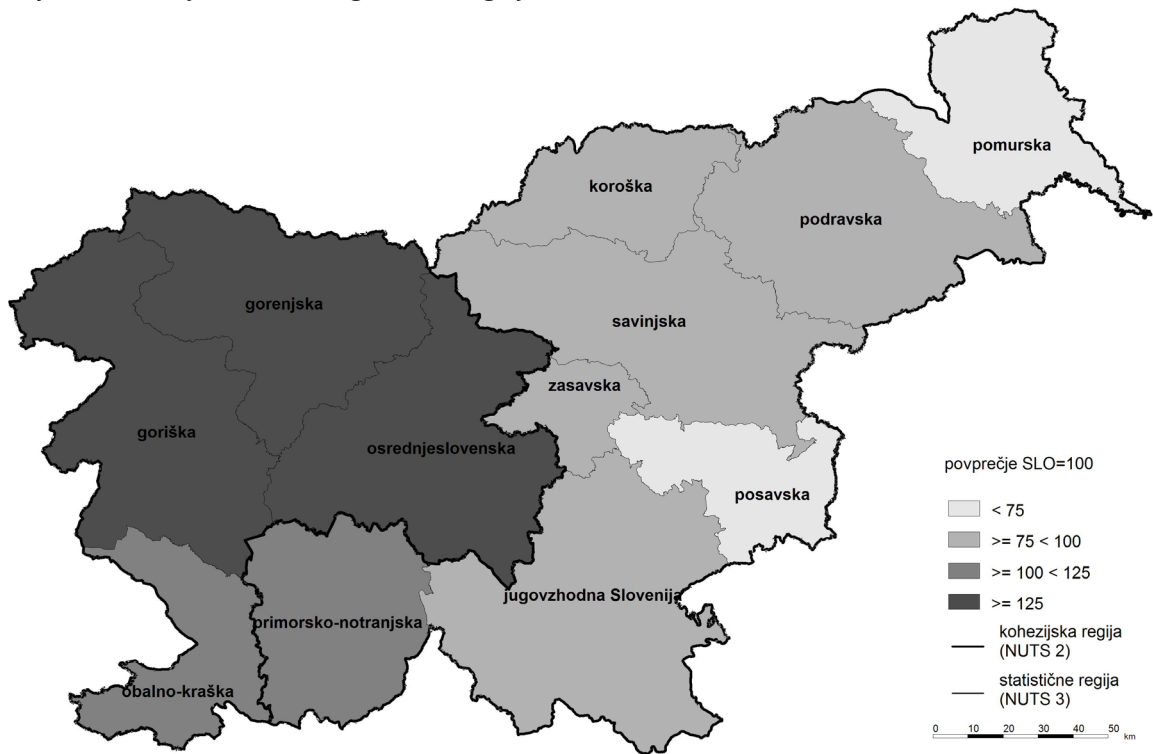 pomurska
koroška
podravska
gorenjska
savinjska
zasavska
goriška
osrednjeslovenska
posavska
jugovzhodna Slovenija
primorsko-notranjska
obalno-kraška
povprečje SLO=100
< 75
>= 75 < 100
>= 100 < 125
>= 125
kohezijska regija
(NUTS 2)
statistične regija
(NUTS 3)
0 10 20 30 40 50
km